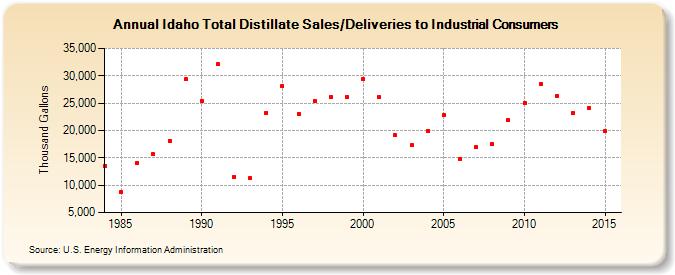 Annual Idaho Total Distillate Sales/Deliveries to Industrial Consumers
Thousand Gallons
35,000
30,000
25,000
20,000
15,000
10,000
5,000
1985 1990 1995 2000 2005 2010 2015
Source: U.S. Energy Information Administration